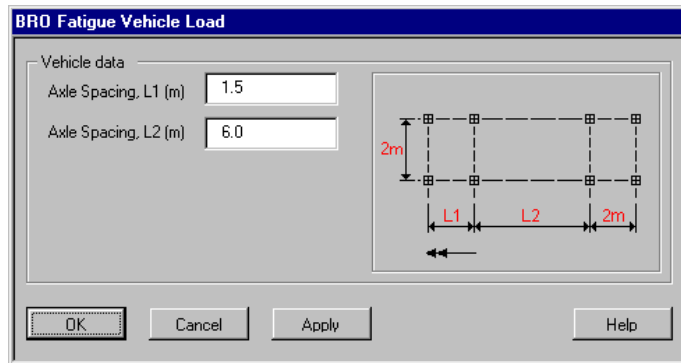 BRO Fatigue Vehicle Load
Vehicle data
Axle Spacing, L1 (m) 1.5
Axle Spacing, L2 (m) 6.0
2m
L1 L2 2m
OK Cancel Apply Help